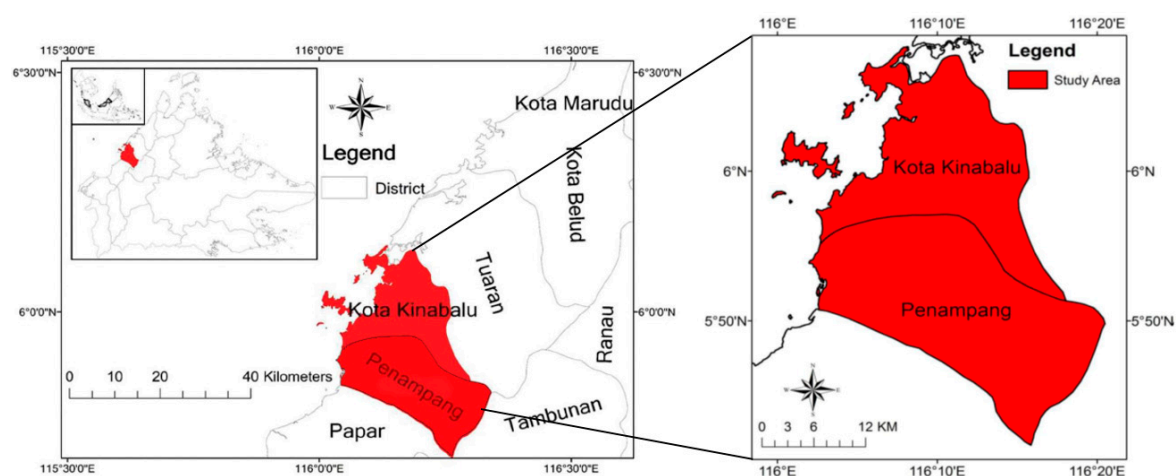 115°30'0"E 116°0'0"E 116°30'0"E
6°30'0"N
6°30'0"N
N
W E
S
Legend
District
Kota Marudu
Kota Belud
Tuaran
Ranau
Kota Kinabalu
6°0'0"N
6°0'0"N
Penampang
Tambunan
Papar
0 10 20 40 Kilometers
115°30'0"E 116°0'0"E 116°30'0"E
116°E 116°10'E 116°20'E
Legend
Study Area
Kota Kinabalu
6°N
6°N
Penampang
5°50'N
5°50'N
N
W E
S
0 3 6 12 KM
116°E 116°10'E 116°20'E